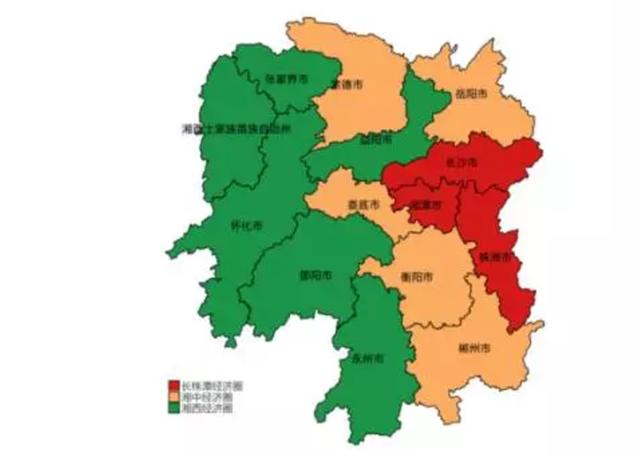 张家界市
常德市
岳阳市
湘西土家族苗族自治州
益阳市
长沙市
娄底市
湘潭市
怀化市
株洲市
邵阳市
衡阳市
郴州市
永州市
长株潭经济圈
湘中经济圈
湘西经济圈